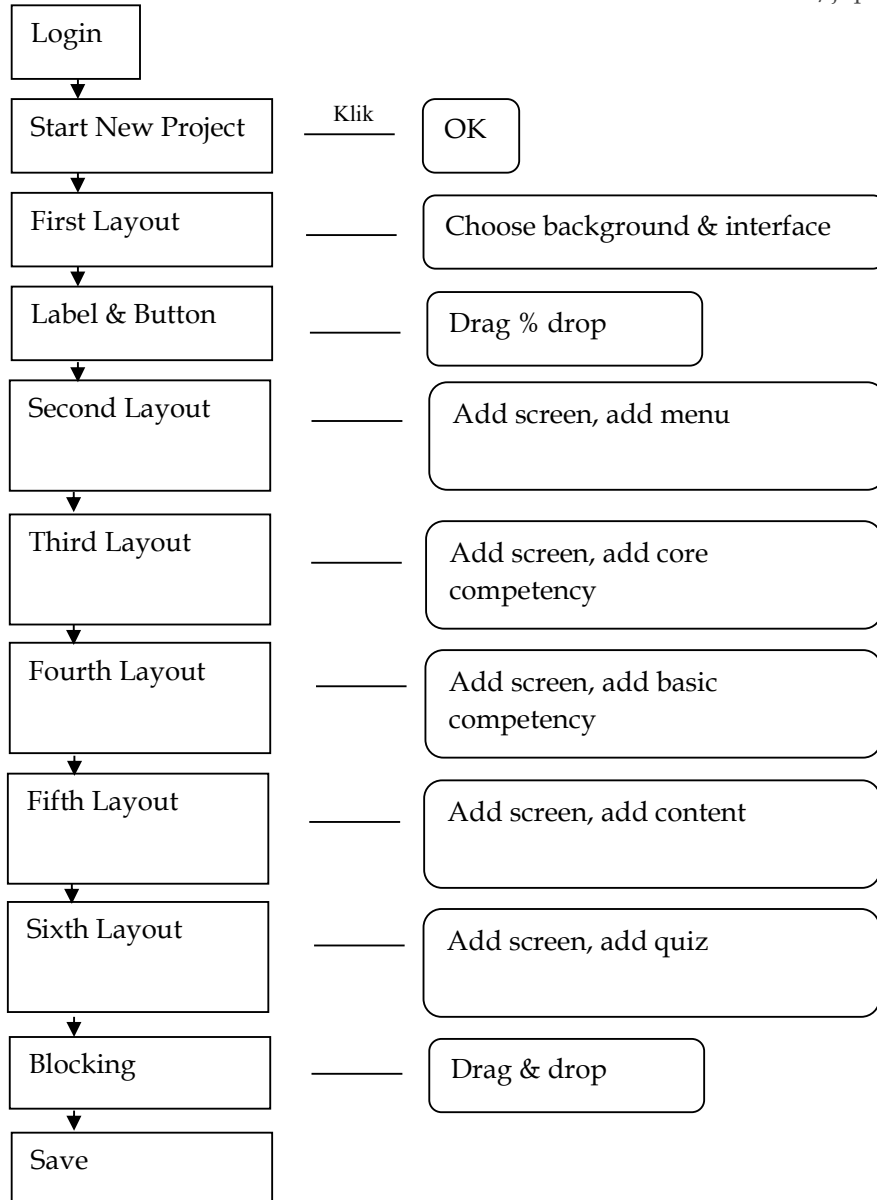 Login
Start New Project
Klik
OK
First Layout
Choose background & interface
Label & Button
Drag % drop
Second Layout
Add screen, add menu
Third Layout
Add screen, add core
competency
Fourth Layout
Add screen, add basic
competency
Fifth Layout
Add screen, add content
Sixth Layout
Add screen, add quiz
Blocking
Drag & drop
Save